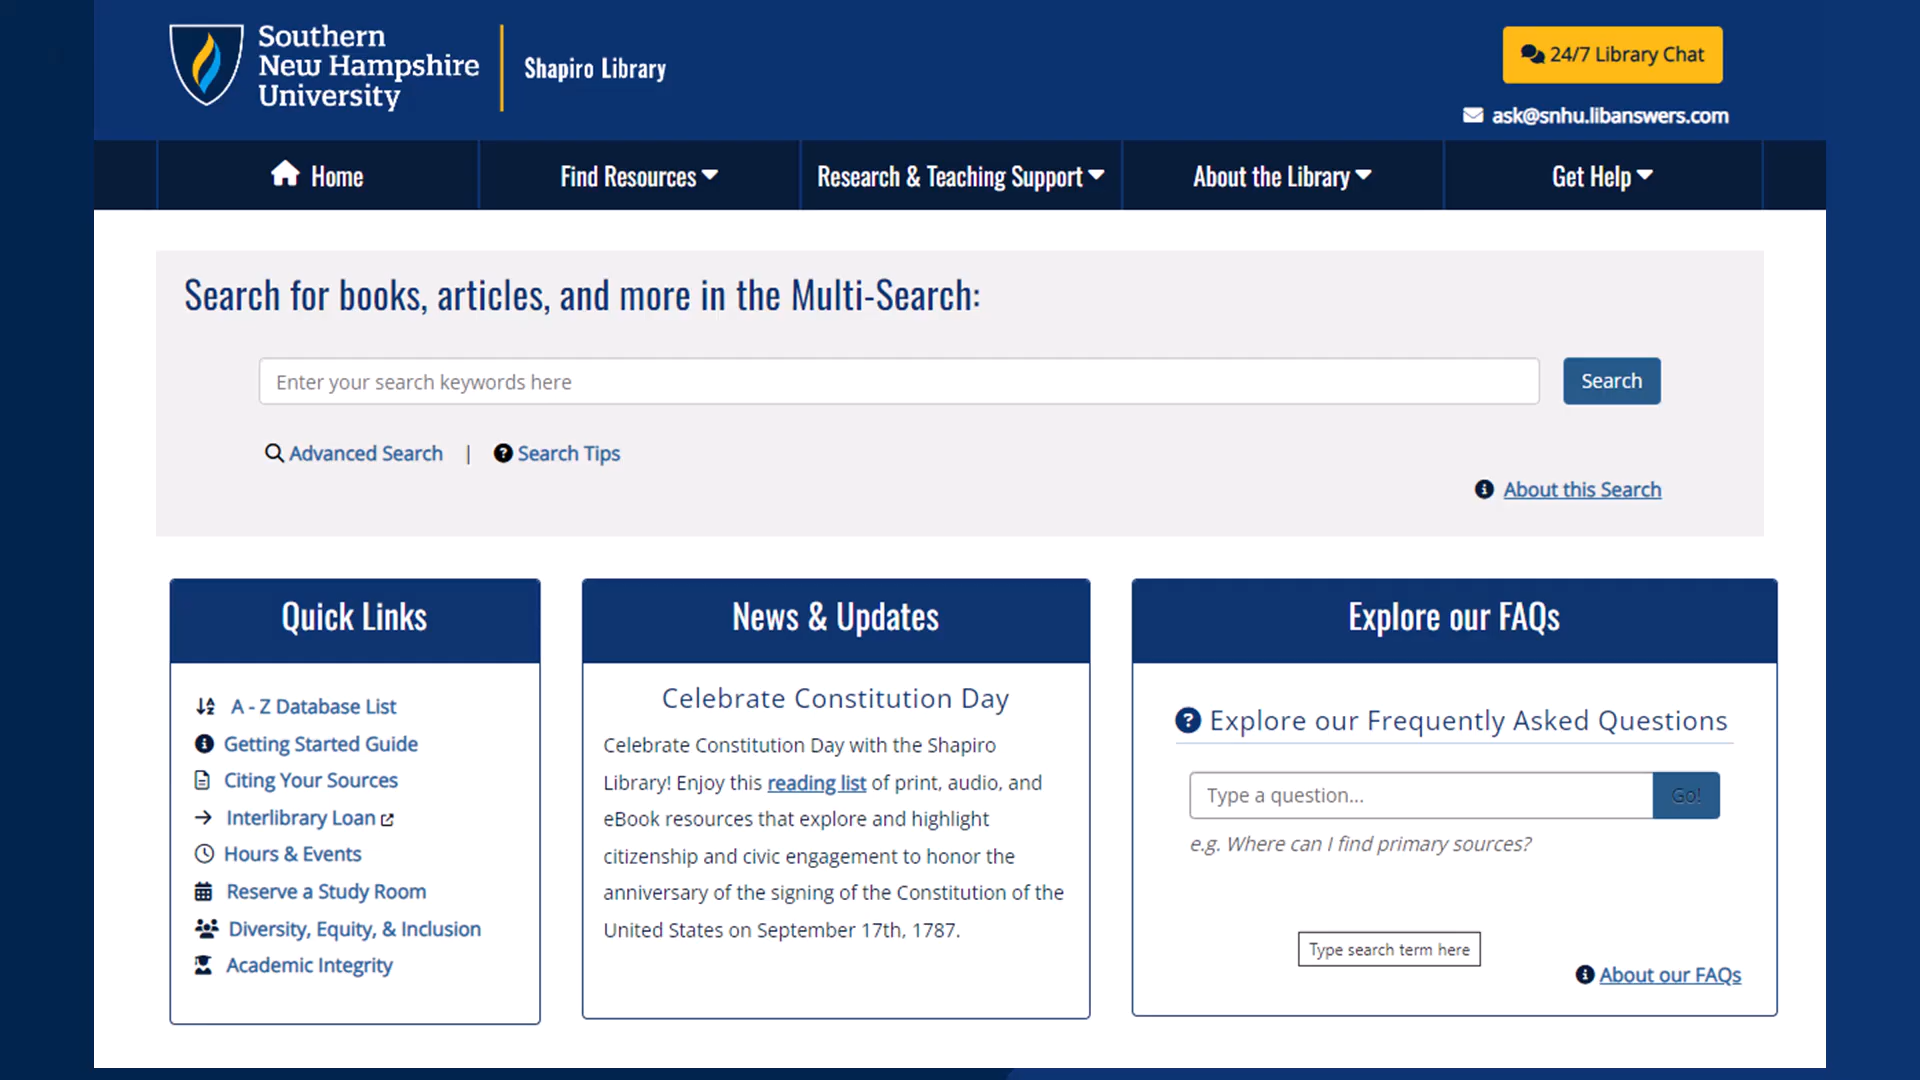 Southern
New Hampshire
University
Shapiro Library
24/7 Library Chat
ask@snhu.libanswers.com
Home
Find Resources
Research & Teaching Support
About the Library
Get Help
Search for books, articles, and more in the Multi-Search:
Enter your search keywords here
Search
Advanced Search | Search Tips
About this Search
Quick Links
A - Z Database List
Getting Started Guide
Citing Your Sources
Interlibrary Loan
Hours & Events
Reserve a Study Room
Diversity, Equity, & Inclusion
Academic Integrity
News & Updates
Celebrate Constitution Day
Celebrate Constitution Day with the Shapiro
Library! Enjoy this reading list of print, audio, and
eBook resources that explore and highlight
citizenship and civic engagement to honor the
anniversary of the signing of the Constitution of the
United States on September 17th, 1787.
Explore our FAQs
Explore our Frequently Asked Questions
Type a question...
Go!
e.g. Where can I find primary sources?
Type search term here
About our FAQs